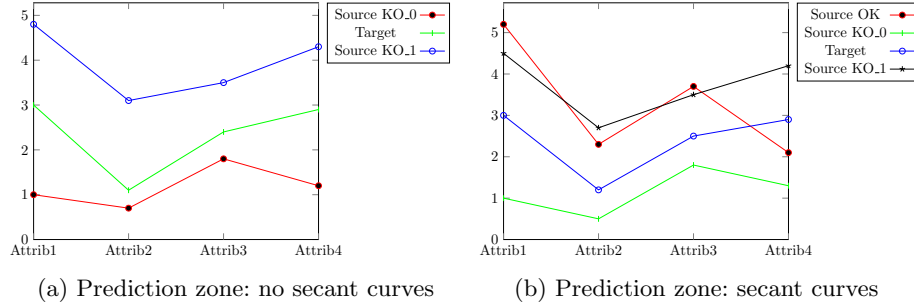 5
4
3
2
1
0
Attrib1 Attrib2 Attrib3 Attrib4
Source KO_0
Target
Source KO_1
(a) Prediction zone: no secant curves
5
4
3
2
1
0
Attrib1 Attrib2 Attrib3 Attrib4
Source OK
Source KO_0
Target
Source KO_1
(b) Prediction zone: secant curves